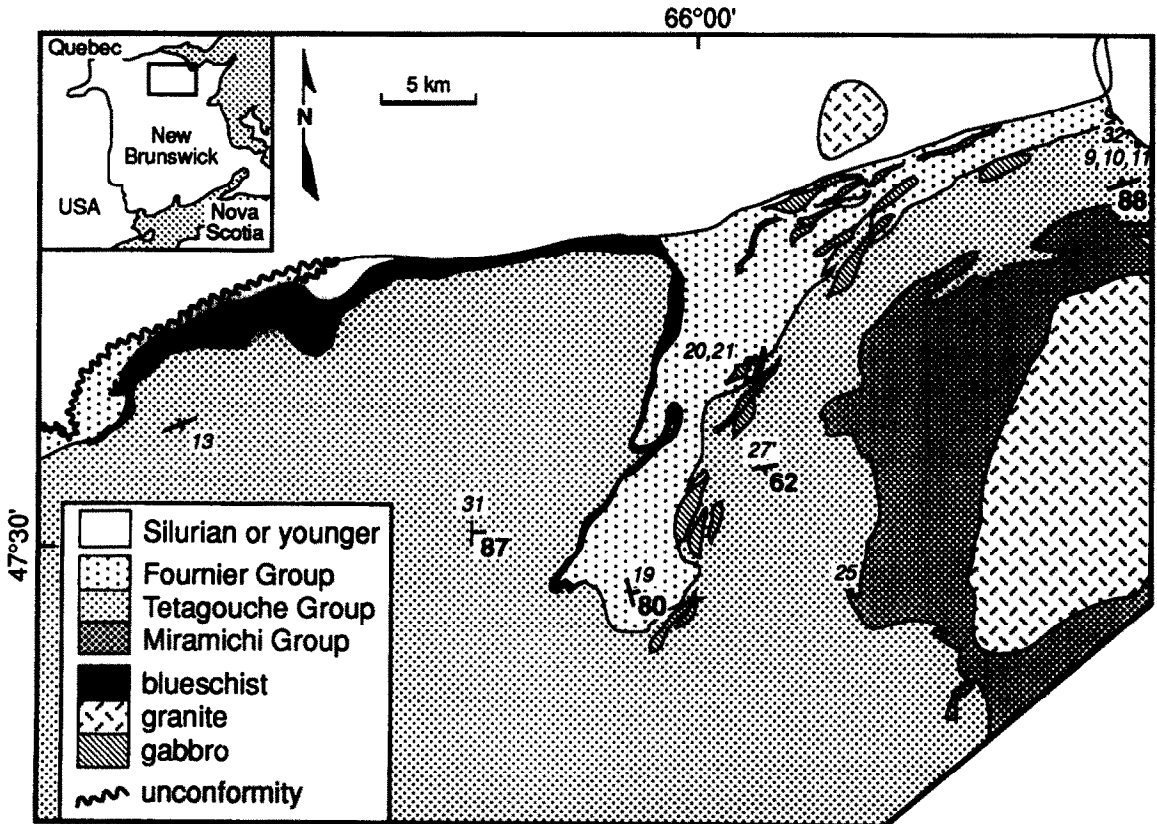 66°00'
Quebec
New
Brunswick
USA
Nova
Scotia
N
5 km
32
9, 10, 11
88
20,21
13
27
62
31
87
47°30'
25
19
80
Silurian or younger
Fournier Group
Tetagouche Group
Miramichi Group
blueschist
granite
gabbro
unconformity